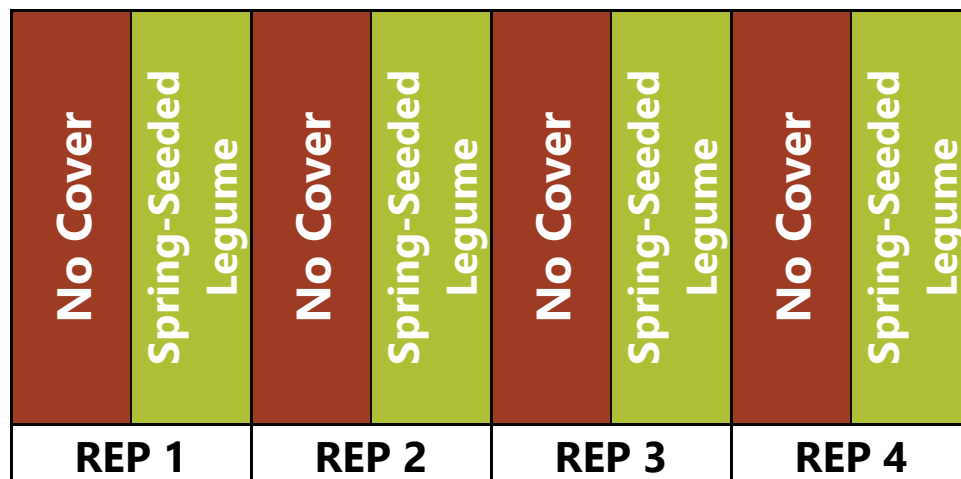 No Cover
Spring-Seeded
Legume
No Cover
Spring-Seeded
Legume
No Cover
Spring-Seeded
Legume
No Cover
Spring-Seeded
Legume
REP 1
REP 2
REP 3
REP 4